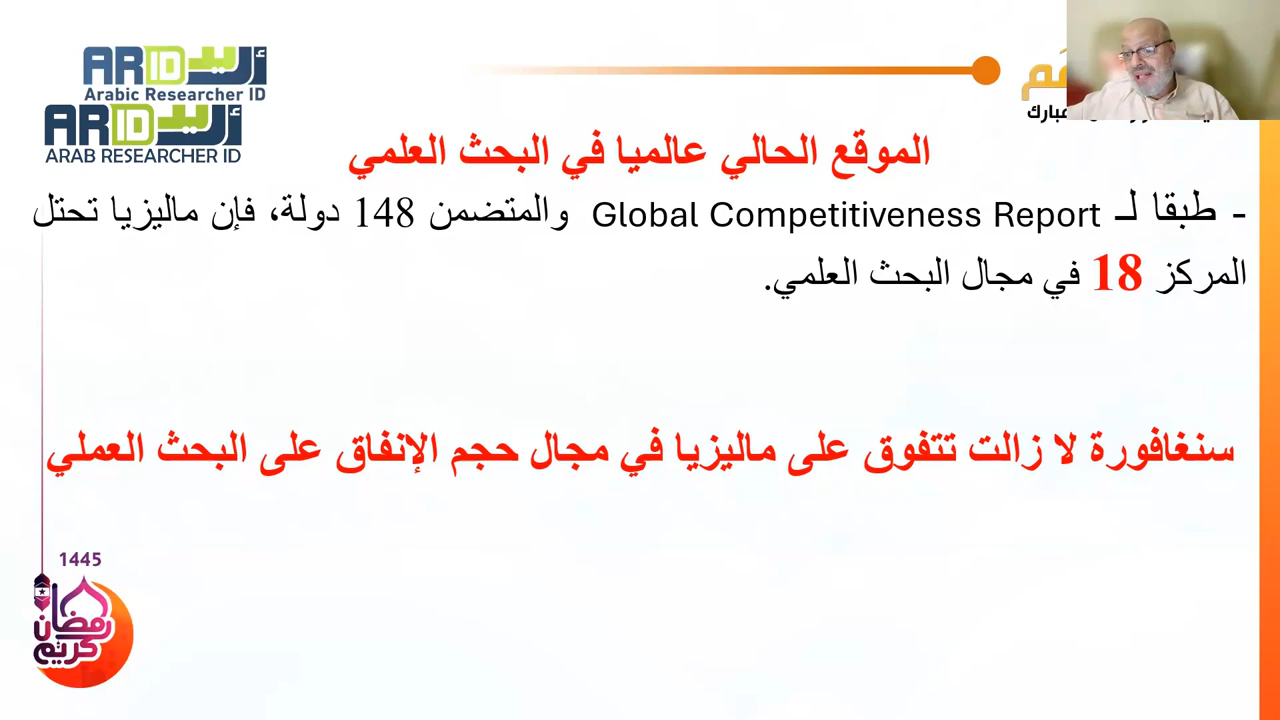 ARID أريد
Arabic Researcher ID
ARID أريد
ARAB RESEARCHER ID
الموقع الحالي عالميا في البحث العلمي
- طبقا لـ Global Competitiveness Report والمتضمن 148 دولة، فإن ماليزيا تحتل
المركز 18 في مجال البحث العلمي.
سنغافورة لا زالت تتفوق على ماليزيا في مجال حجم الإنفاق على البحث العملي
1445
رمضان
كريم